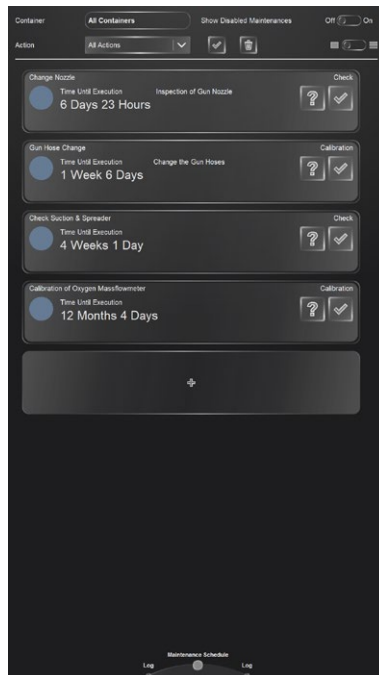 Container
All Containers
Show Disabled Maintenances
Off
On
Action
All Actions
Change Nozzle
Check
Time Until Execution
Inspection of Gun Nozzle
6 Days 23 Hours
?
Gun Hose Change
Calibration
Time Until Execution
Change the Gun Hoses
1 Week 6 Days
?
Check Suction & Spreader
Check
Time Until Execution
4 Weeks 1 Day
?
Calibration of Oxygen Massflowmeter
Calibration
Time Until Execution
12 Months 4 Days
?
Maintenance Schedule
Log
Log